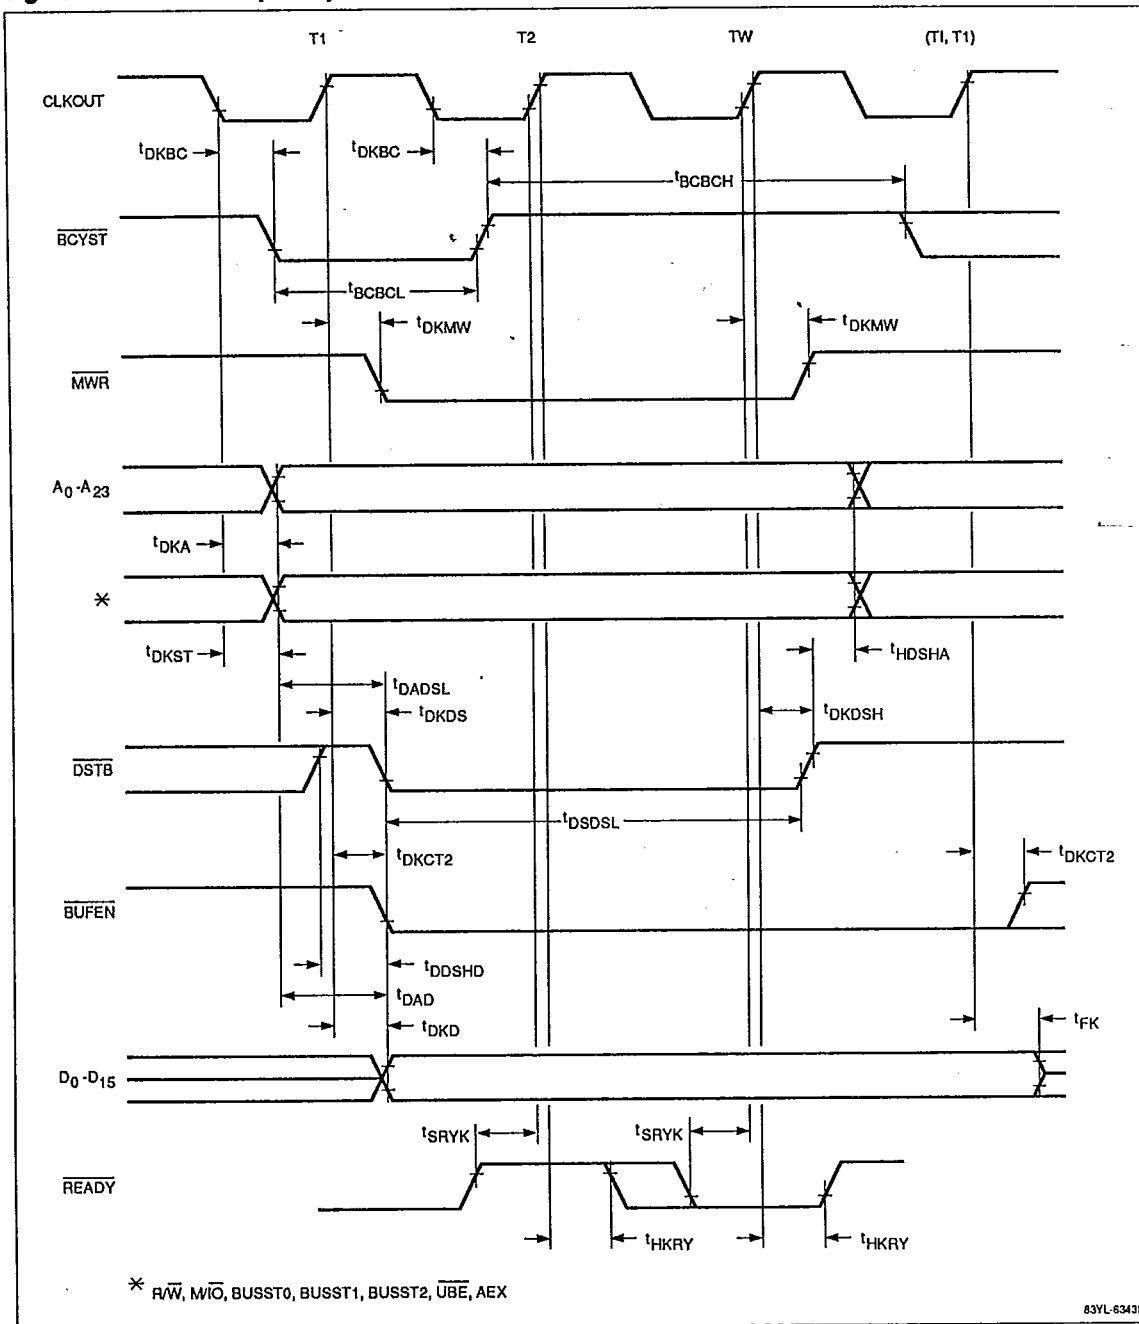 T1 T2 TW (TI, T1)
CLKOUT
tDKBC tDKBC
tBCBCH
BCYST
tBCBCL
tDKMW tDKMW
MWR
A0-A23
tDKA
*
tDKST tHDSHA
tDADSL
tDKDS tDKDSH
DSTB
tDSDSL
tDKCT2 tDKCT2
BUFEN
tDDSHD
tDAD
tDKD tFK
D0-D15
tSRYK tSRYK
READY
tHKRY tHKRY
* R/W, M/IO, BUSST0, BUSST1, BUSST2, UBE, AEX